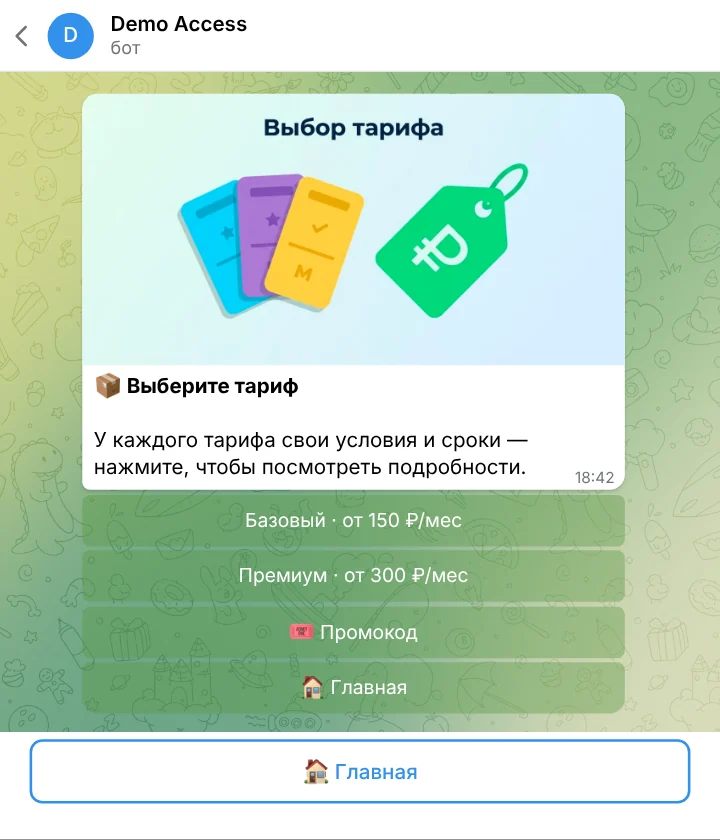 D
Demo Access
бот
Выбор тарифа
M
₽
📦 Выберите тариф
У каждого тарифа свои условия и сроки —
нажмите, чтобы посмотреть подробности.
18:42
Базовый · от 150 ₽/мес
Премиум · от 300 ₽/мес
🎟 Промокод
🏠 Главная
🏠 Главная